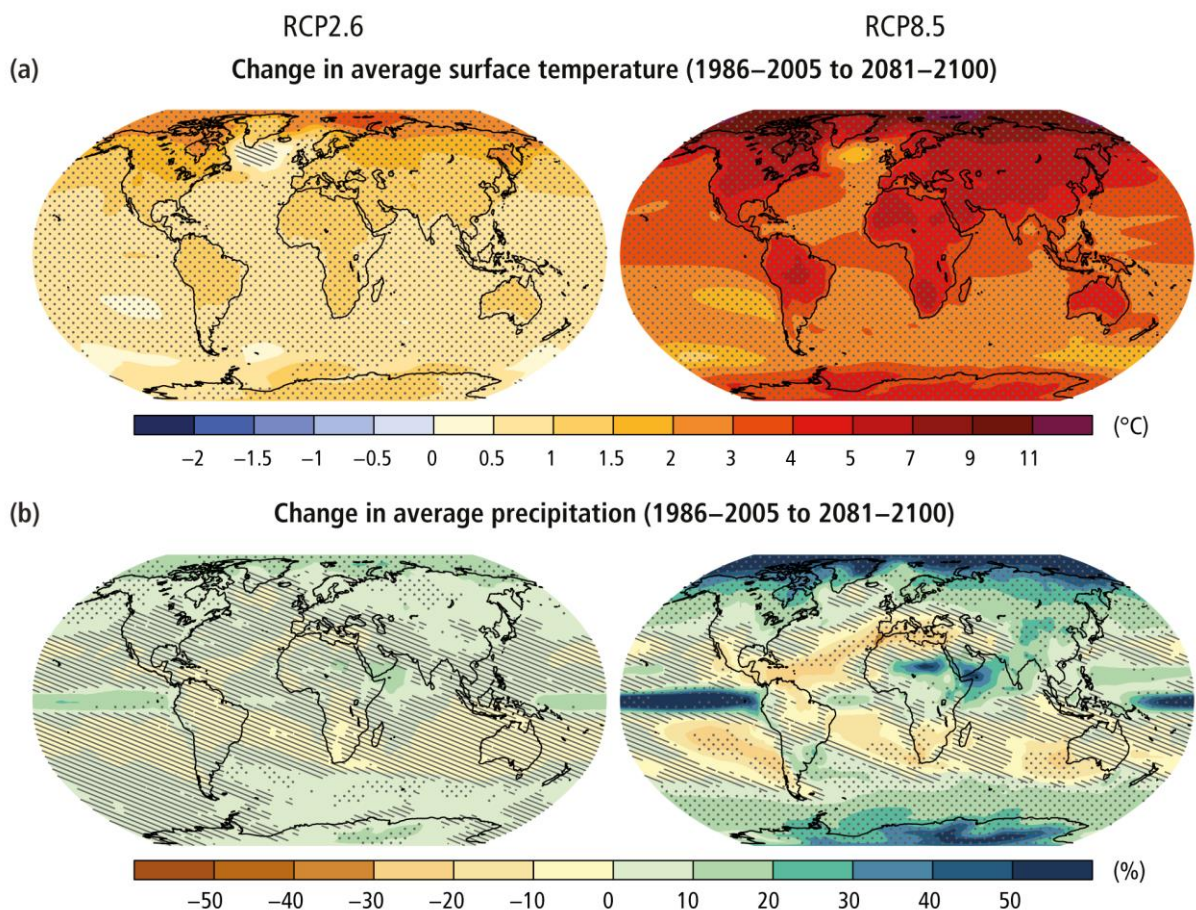 RCP2.6 RCP8.5
(a) Change in average surface temperature (1986–2005 to 2081–2100)
(°C)
−2 −1.5 −1 −0.5 0 0.5 1 1.5 2 3 4 5 7 9 11
(b) Change in average precipitation (1986–2005 to 2081–2100)
(%)
−50 −40 −30 −20 −10 0 10 20 30 40 50